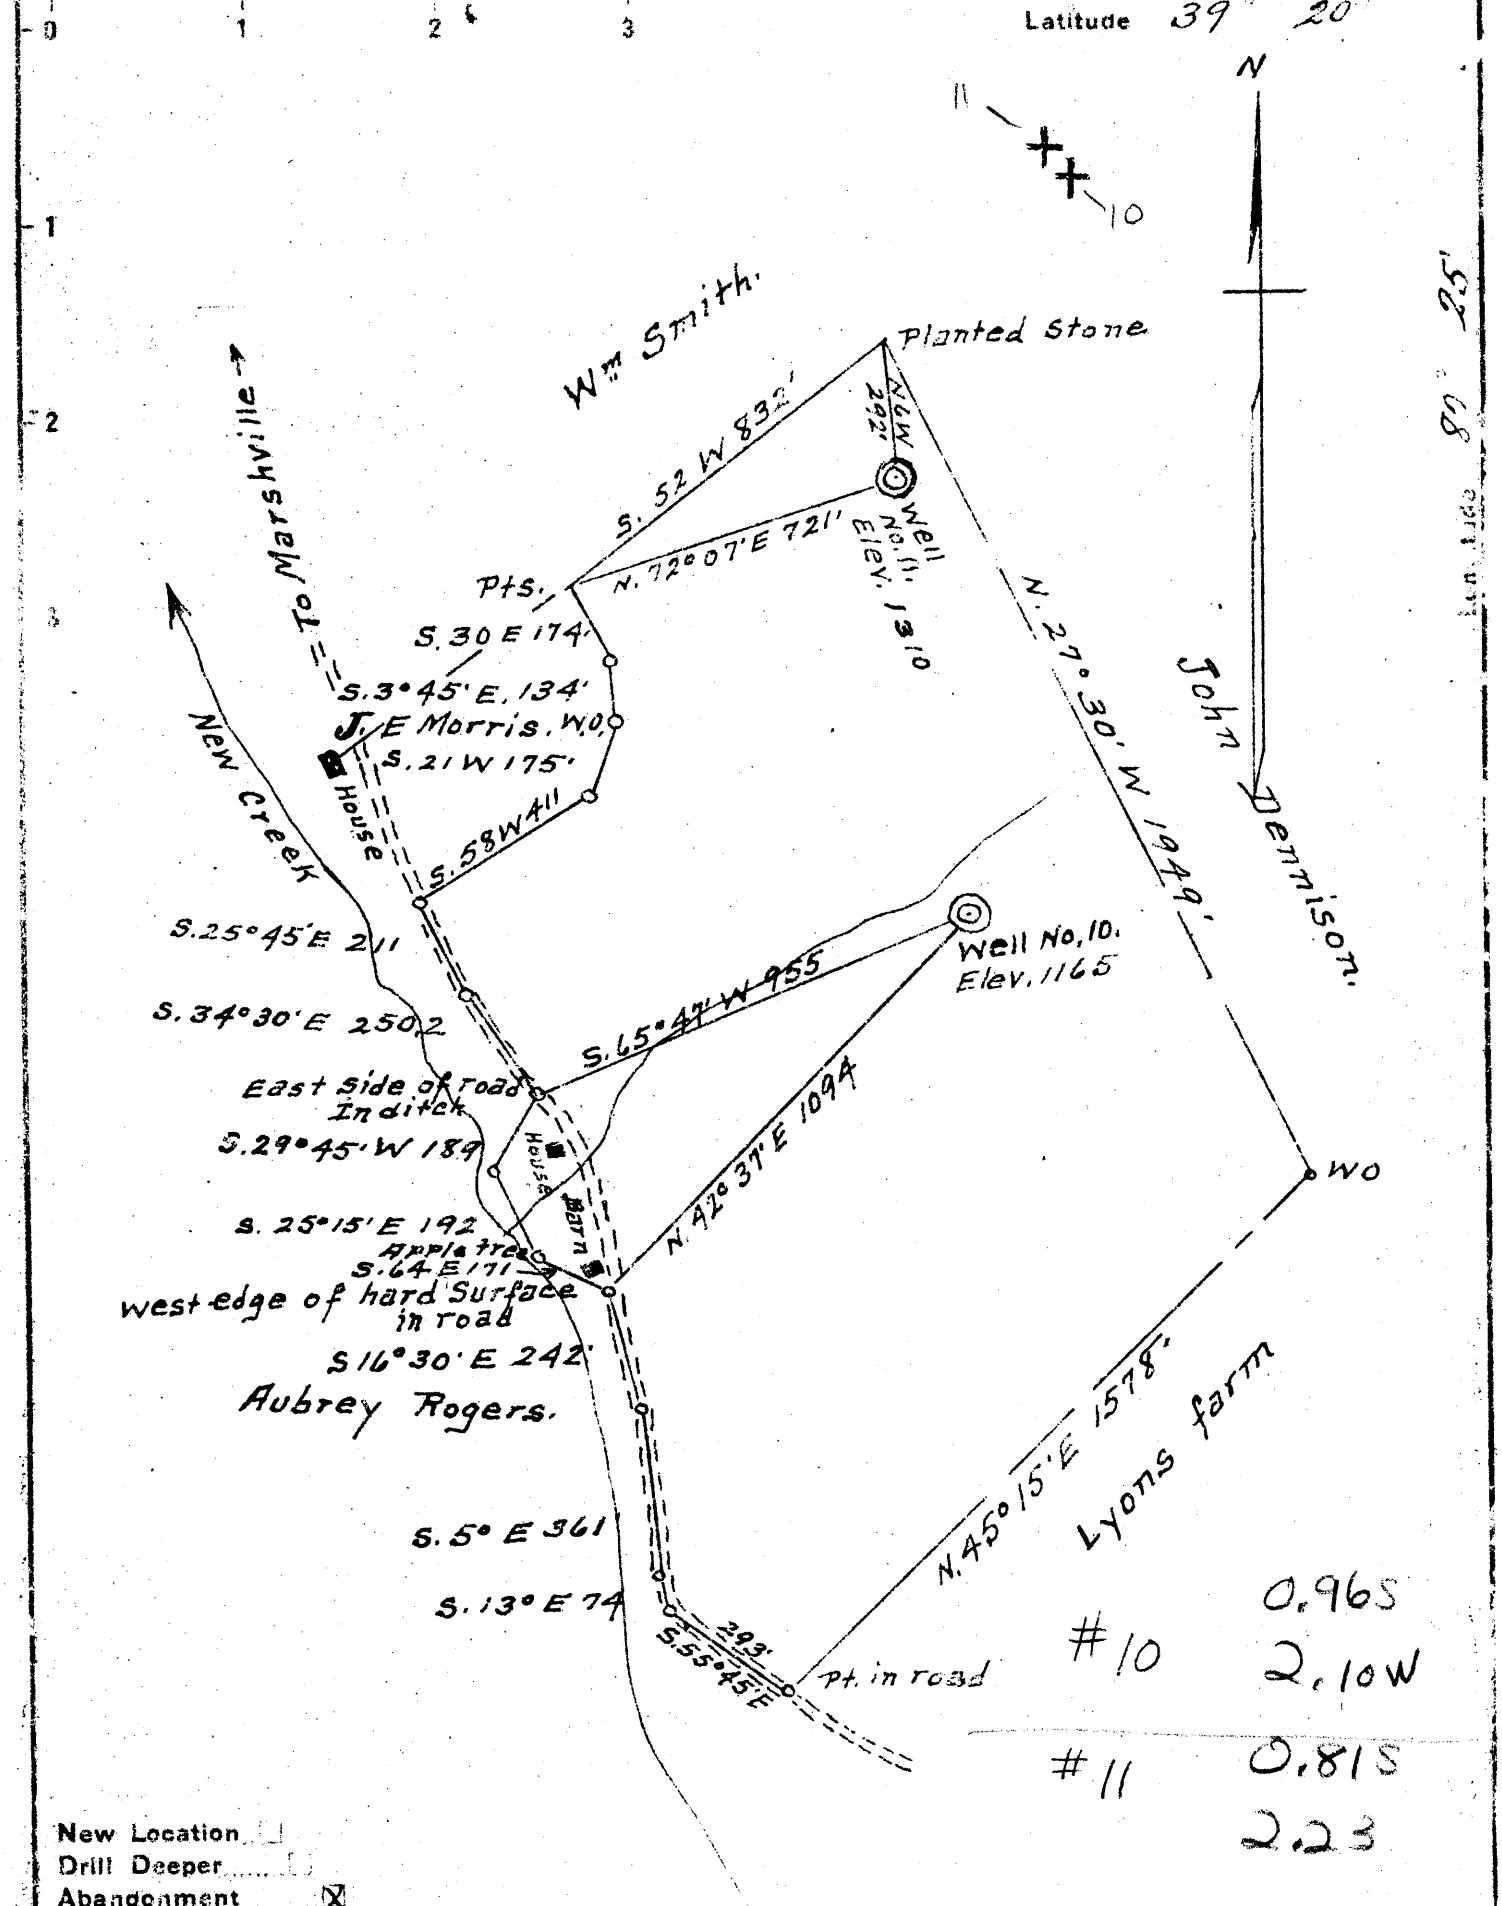 0 1 2 3
Latitude 39 20
N
11
10
1
2
3
25'
Wm Smith.
Planted Stone
S. 52 W 832'
N 6 W
292'
To Marshville
N. 72° 07' E 721'
Well
No. 11.
Elev. 1310
Pts.
S. 30 E 174'
S. 3° 45' E. 134'
J. E Morris. W.O.
S. 21 W 175'
House
New Creek
S. 58 W 411
N. 27° 30' W 1949'
John Dennison.
S. 25° 45' E 211
Well No. 10.
Elev. 1165
S. 34° 30' E 250.2
S. 65° 47' W 955
East side of road
In ditch
S. 29° 45' W 189
House
N. 42° 37' E 1094
WO
S. 25° 15' E 192
Barn
Apple tree
S. 64 E 171
West edge of hard Surface
in road
S 16° 30' E 242'
Aubrey Rogers.
N. 45° 15' E 1578'
Lyons farm
S. 5° E 361
S. 13° E 74
293'
S. 55° 45' E
Pt. in road
#10 0.96S
2.10W
#11 0.81S
2.23
New Location
Drill Deeper
Abandonment X